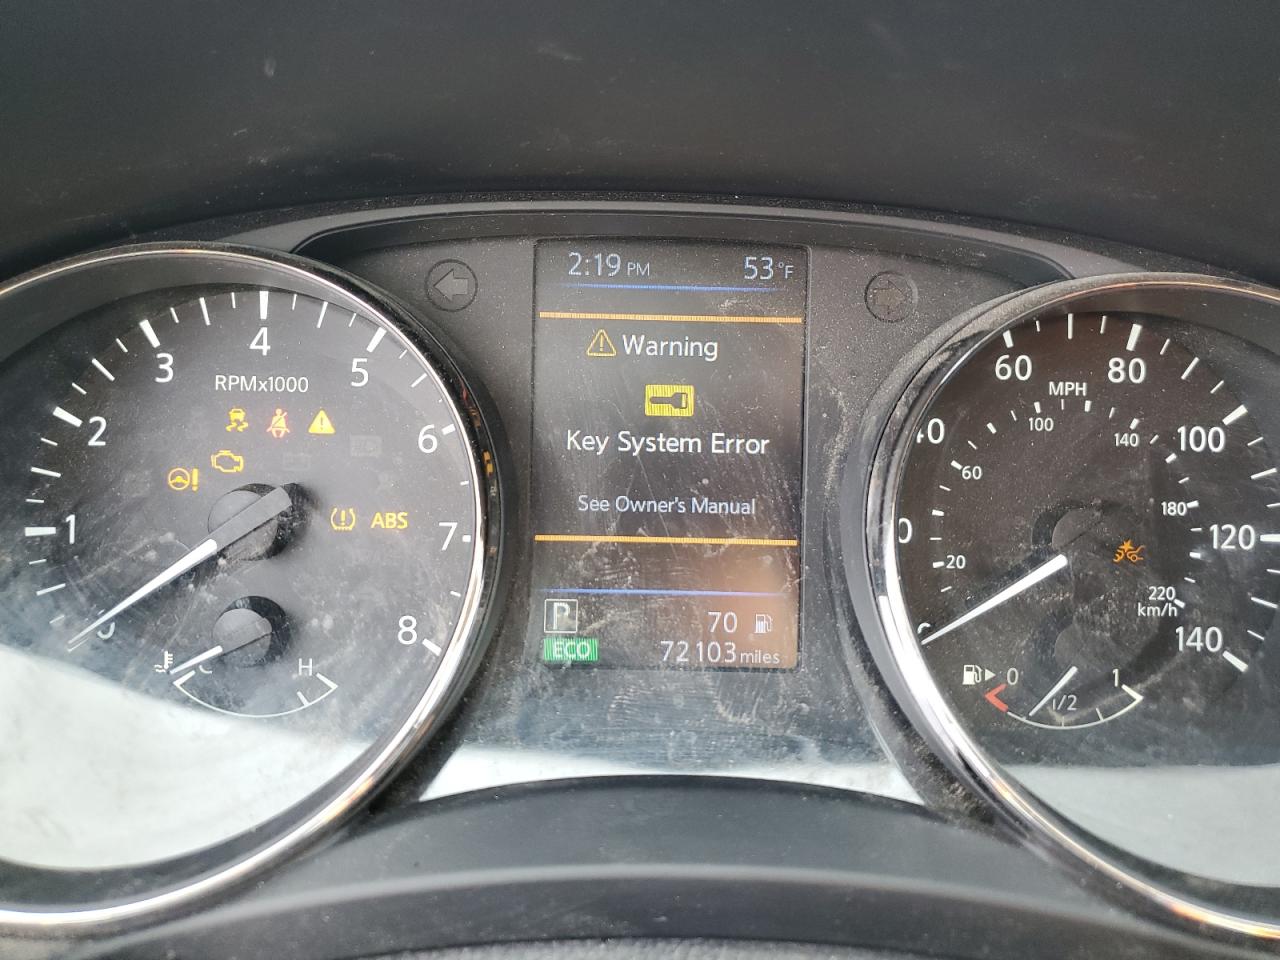 2:19 PM 53°F
Warning
Key System Error
See Owner's Manual
P 70
ECO 72103 miles
1 2 3 4 5 6 7 8
RPMx1000
ABS
C H
20 60 100 140 180 220
km/h
60 80 100 120 140
MPH
0 1/2 1